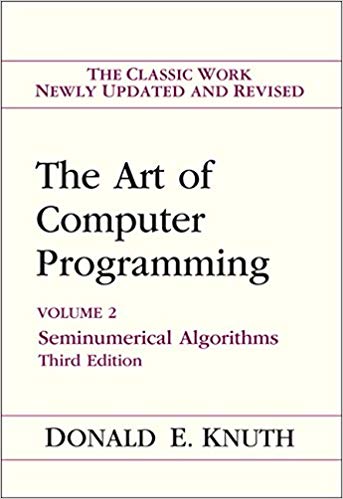 THE CLASSIC WORK
NEWLY UPDATED AND REVISED
The Art of
Computer
Programming
VOLUME 2
Seminumerical Algorithms
Third Edition
DONALD E. KNUTH